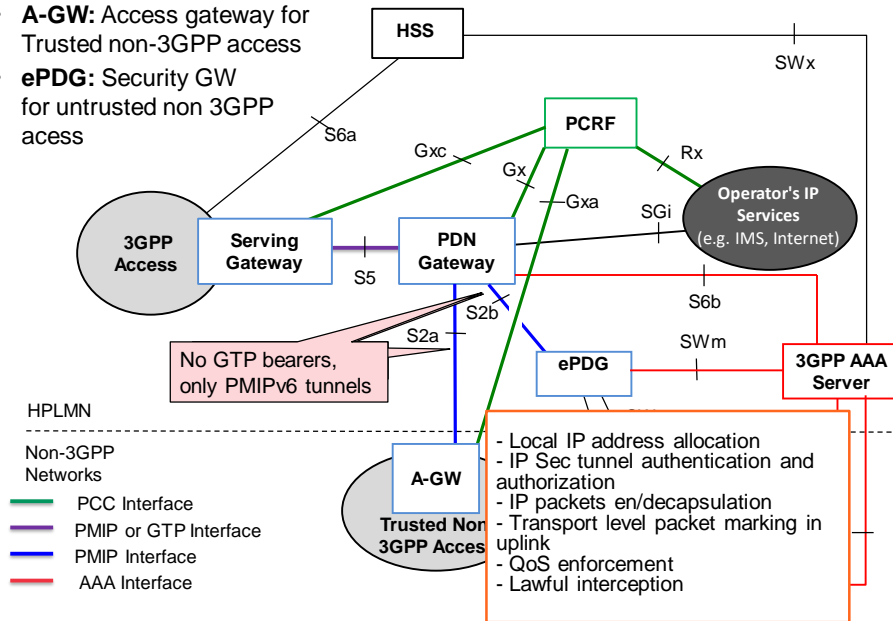 A-GW: Access gateway for
Trusted non-3GPP access
ePDG: Security GW
for untrusted non 3GPP
acess
HSS
SWx
S6a
PCRF
Gxc
Gx
Rx
Gxa
SGi
Operator's IP
Services
(e.g. IMS, Internet)
3GPP
Access
Serving
Gateway
PDN
Gateway
S5
S6b
S2b
S2a
No GTP bearers,
only PMIPv6 tunnels
SWm
ePDG
3GPP AAA
Server
HPLMN
Non-3GPP
Networks
PCC Interface
PMIP or GTP Interface
PMIP Interface
AAA Interface
A-GW
Trusted Non
3GPP Access
- Local IP address allocation
- IP Sec tunnel authentication and
authorization
- IP packets en/decapsulation
- Transport level packet marking in
uplink
- QoS enforcement
- Lawful interception